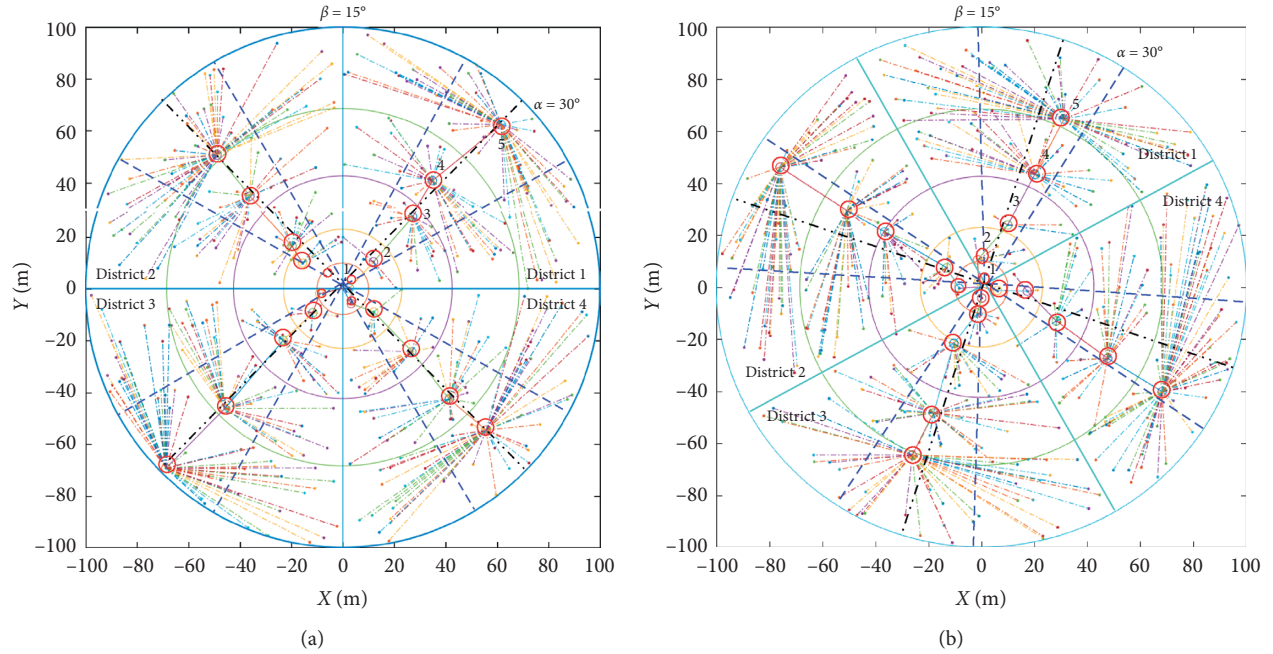 β = 15°
100
80
60
40
20
0
−20
−40
−60
−80
−100
Y (m)
−100 −80 −60 −40 −20 0 20 40 60 80 100
X (m)
α = 30°
5
4
3
2
1
District 2
District 1
District 3
District 4
(a)
β = 15°
100
80
60
40
20
0
−20
−40
−60
−80
−100
Y (m)
−100 −80 −60 −40 −20 0 20 40 60 80 100
X (m)
α = 30°
5
District 1
4
District 4
3
2
1
District 2
District 3
(b)